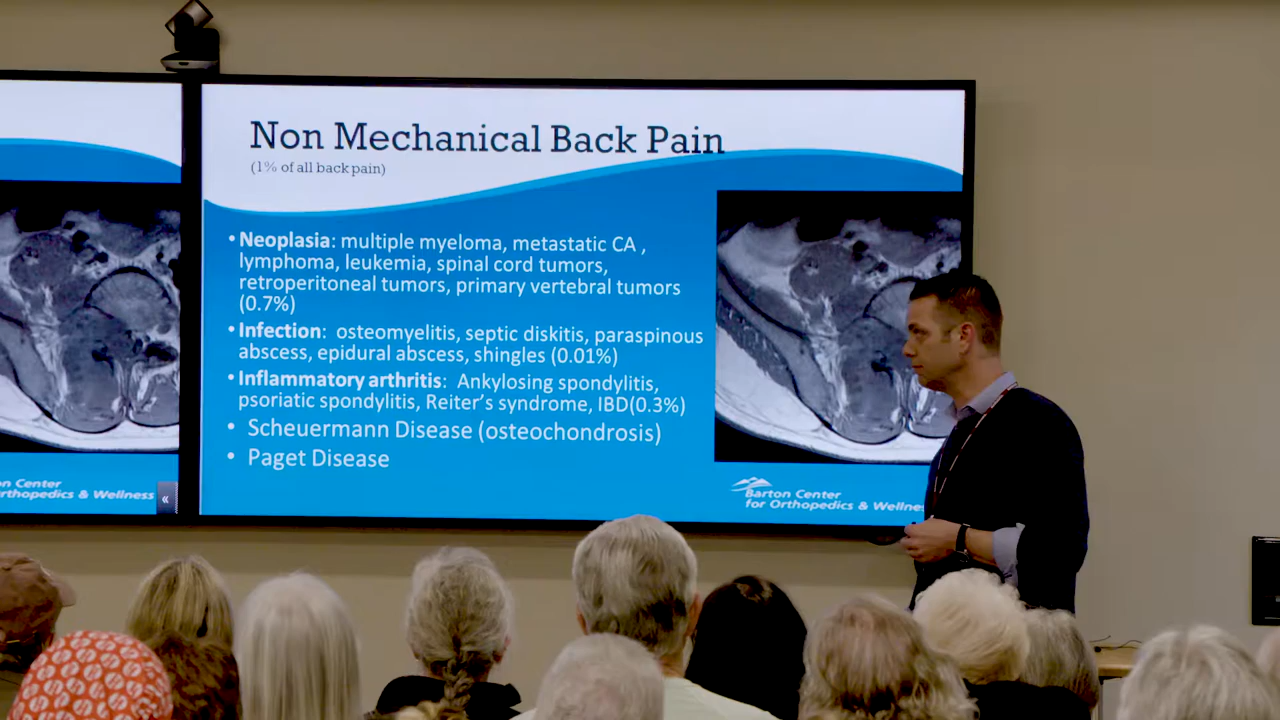 Non Mechanical Back Pain
(1% of all back pain)
• Neoplasia: multiple myeloma, metastatic CA ,
lymphoma, leukemia, spinal cord tumors,
retroperitoneal tumors, primary vertebral tumors
(0.7%)
• Infection: osteomyelitis, septic diskitis, paraspinous
abscess, epidural abscess, shingles (0.01%)
• Inflammatory arthritis: Ankylosing spondylitis,
psoriatic spondylitis, Reiter's syndrome, IBD(0.3%)
• Scheuermann Disease (osteochondrosis)
• Paget Disease
Barton Center
for Orthopedics &
Center
& Wellness
«